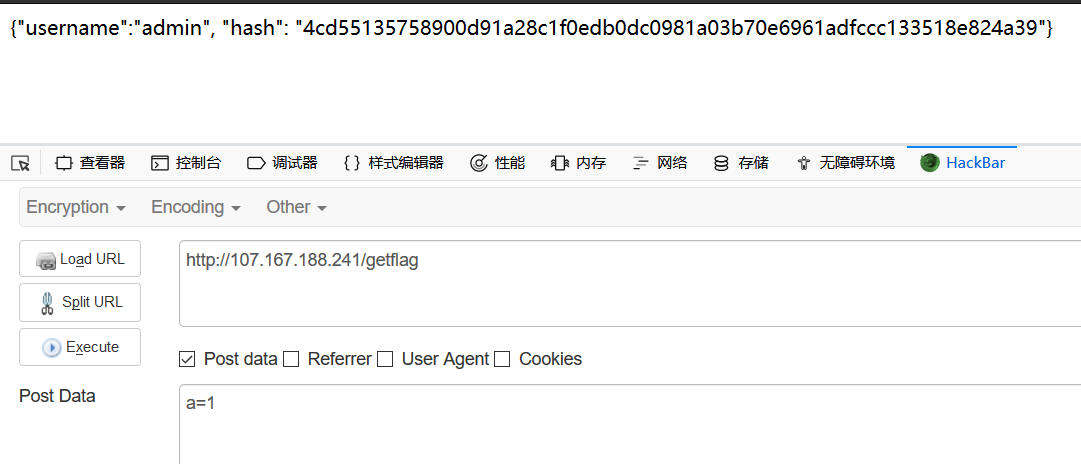 {"username":"admin", "hash": "4cd55135758900d91a28c1f0edb0dc0981a03b70e6961adfccc133518e824a39"}
查看器 控制台 调试器 {} 样式编辑器 性能 内存 网络 存储 无障碍环境 HackBar
Encryption Encoding Other
Load URL http://107.167.188.241/getflag
Split URL
Execute
Post data Referrer User Agent Cookies
Post Data a=1